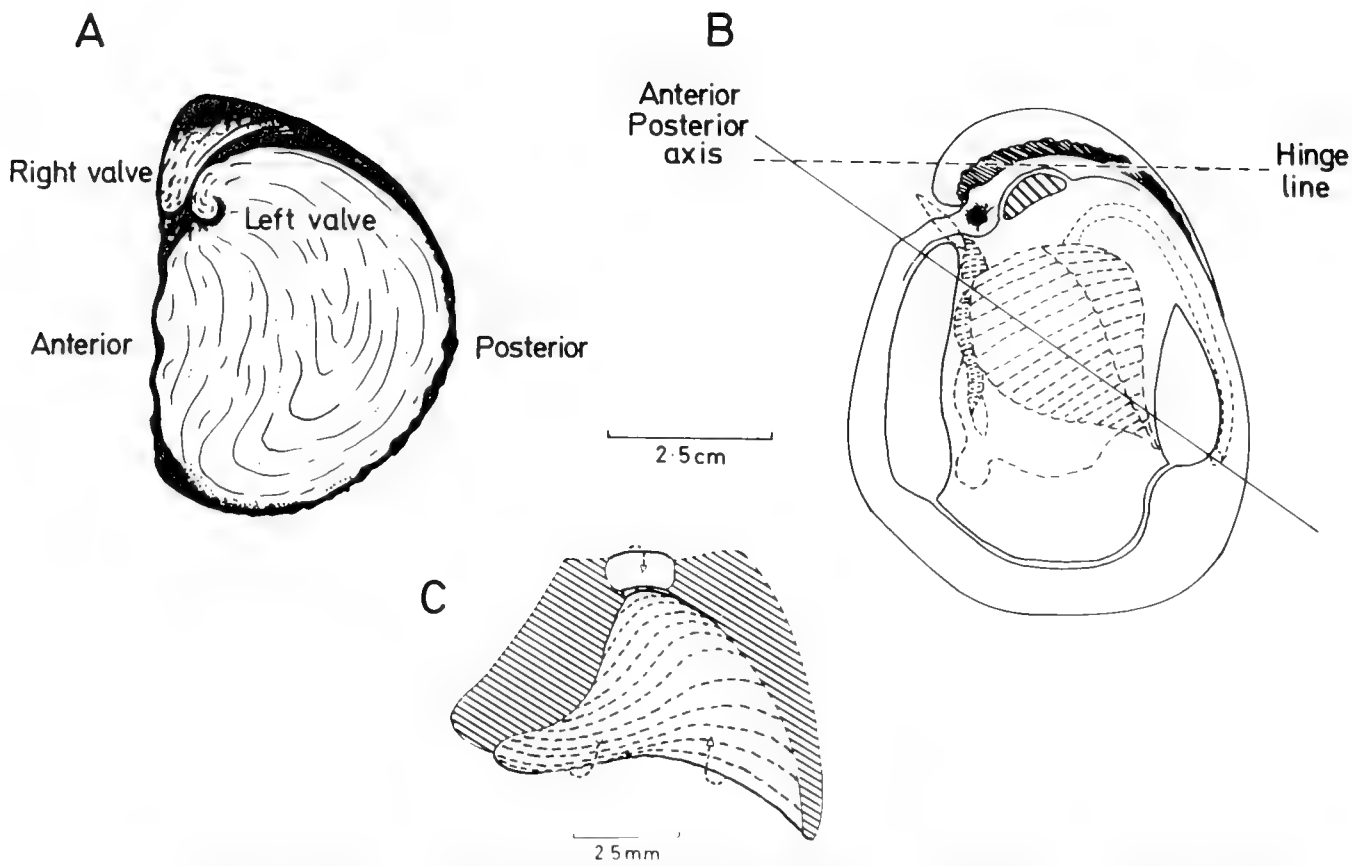 A
Right valve
Left valve
Anterior
Posterior
B
Anterior
Posterior
axis
Hinge
line
2·5cm
C
2 5mm